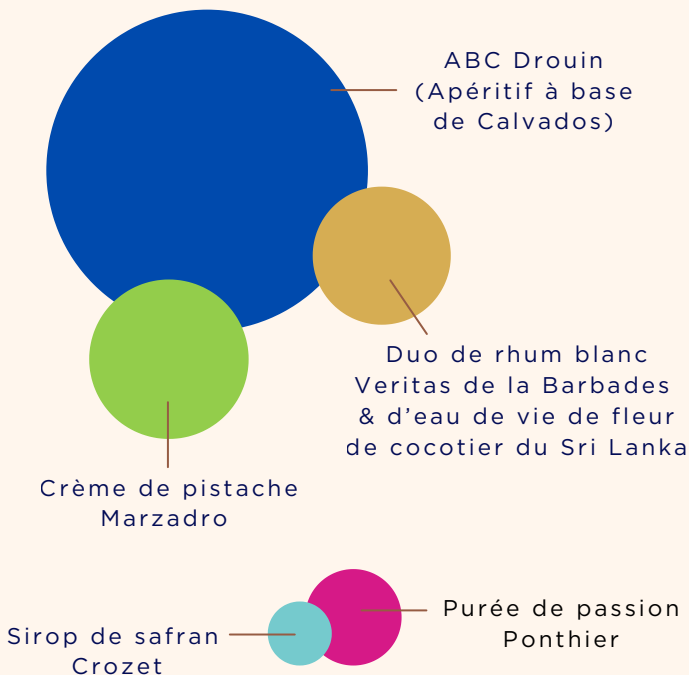 ABC Drouin
(Apéritif à base
de Calvados)
Duo de rhum blanc
Veritas de la Barbades
& d’eau de vie de fleur
de cocotier du Sri Lanka
Crème de pistache
Marzadro
Purée de passion
Ponthier
Sirop de safran
Crozet